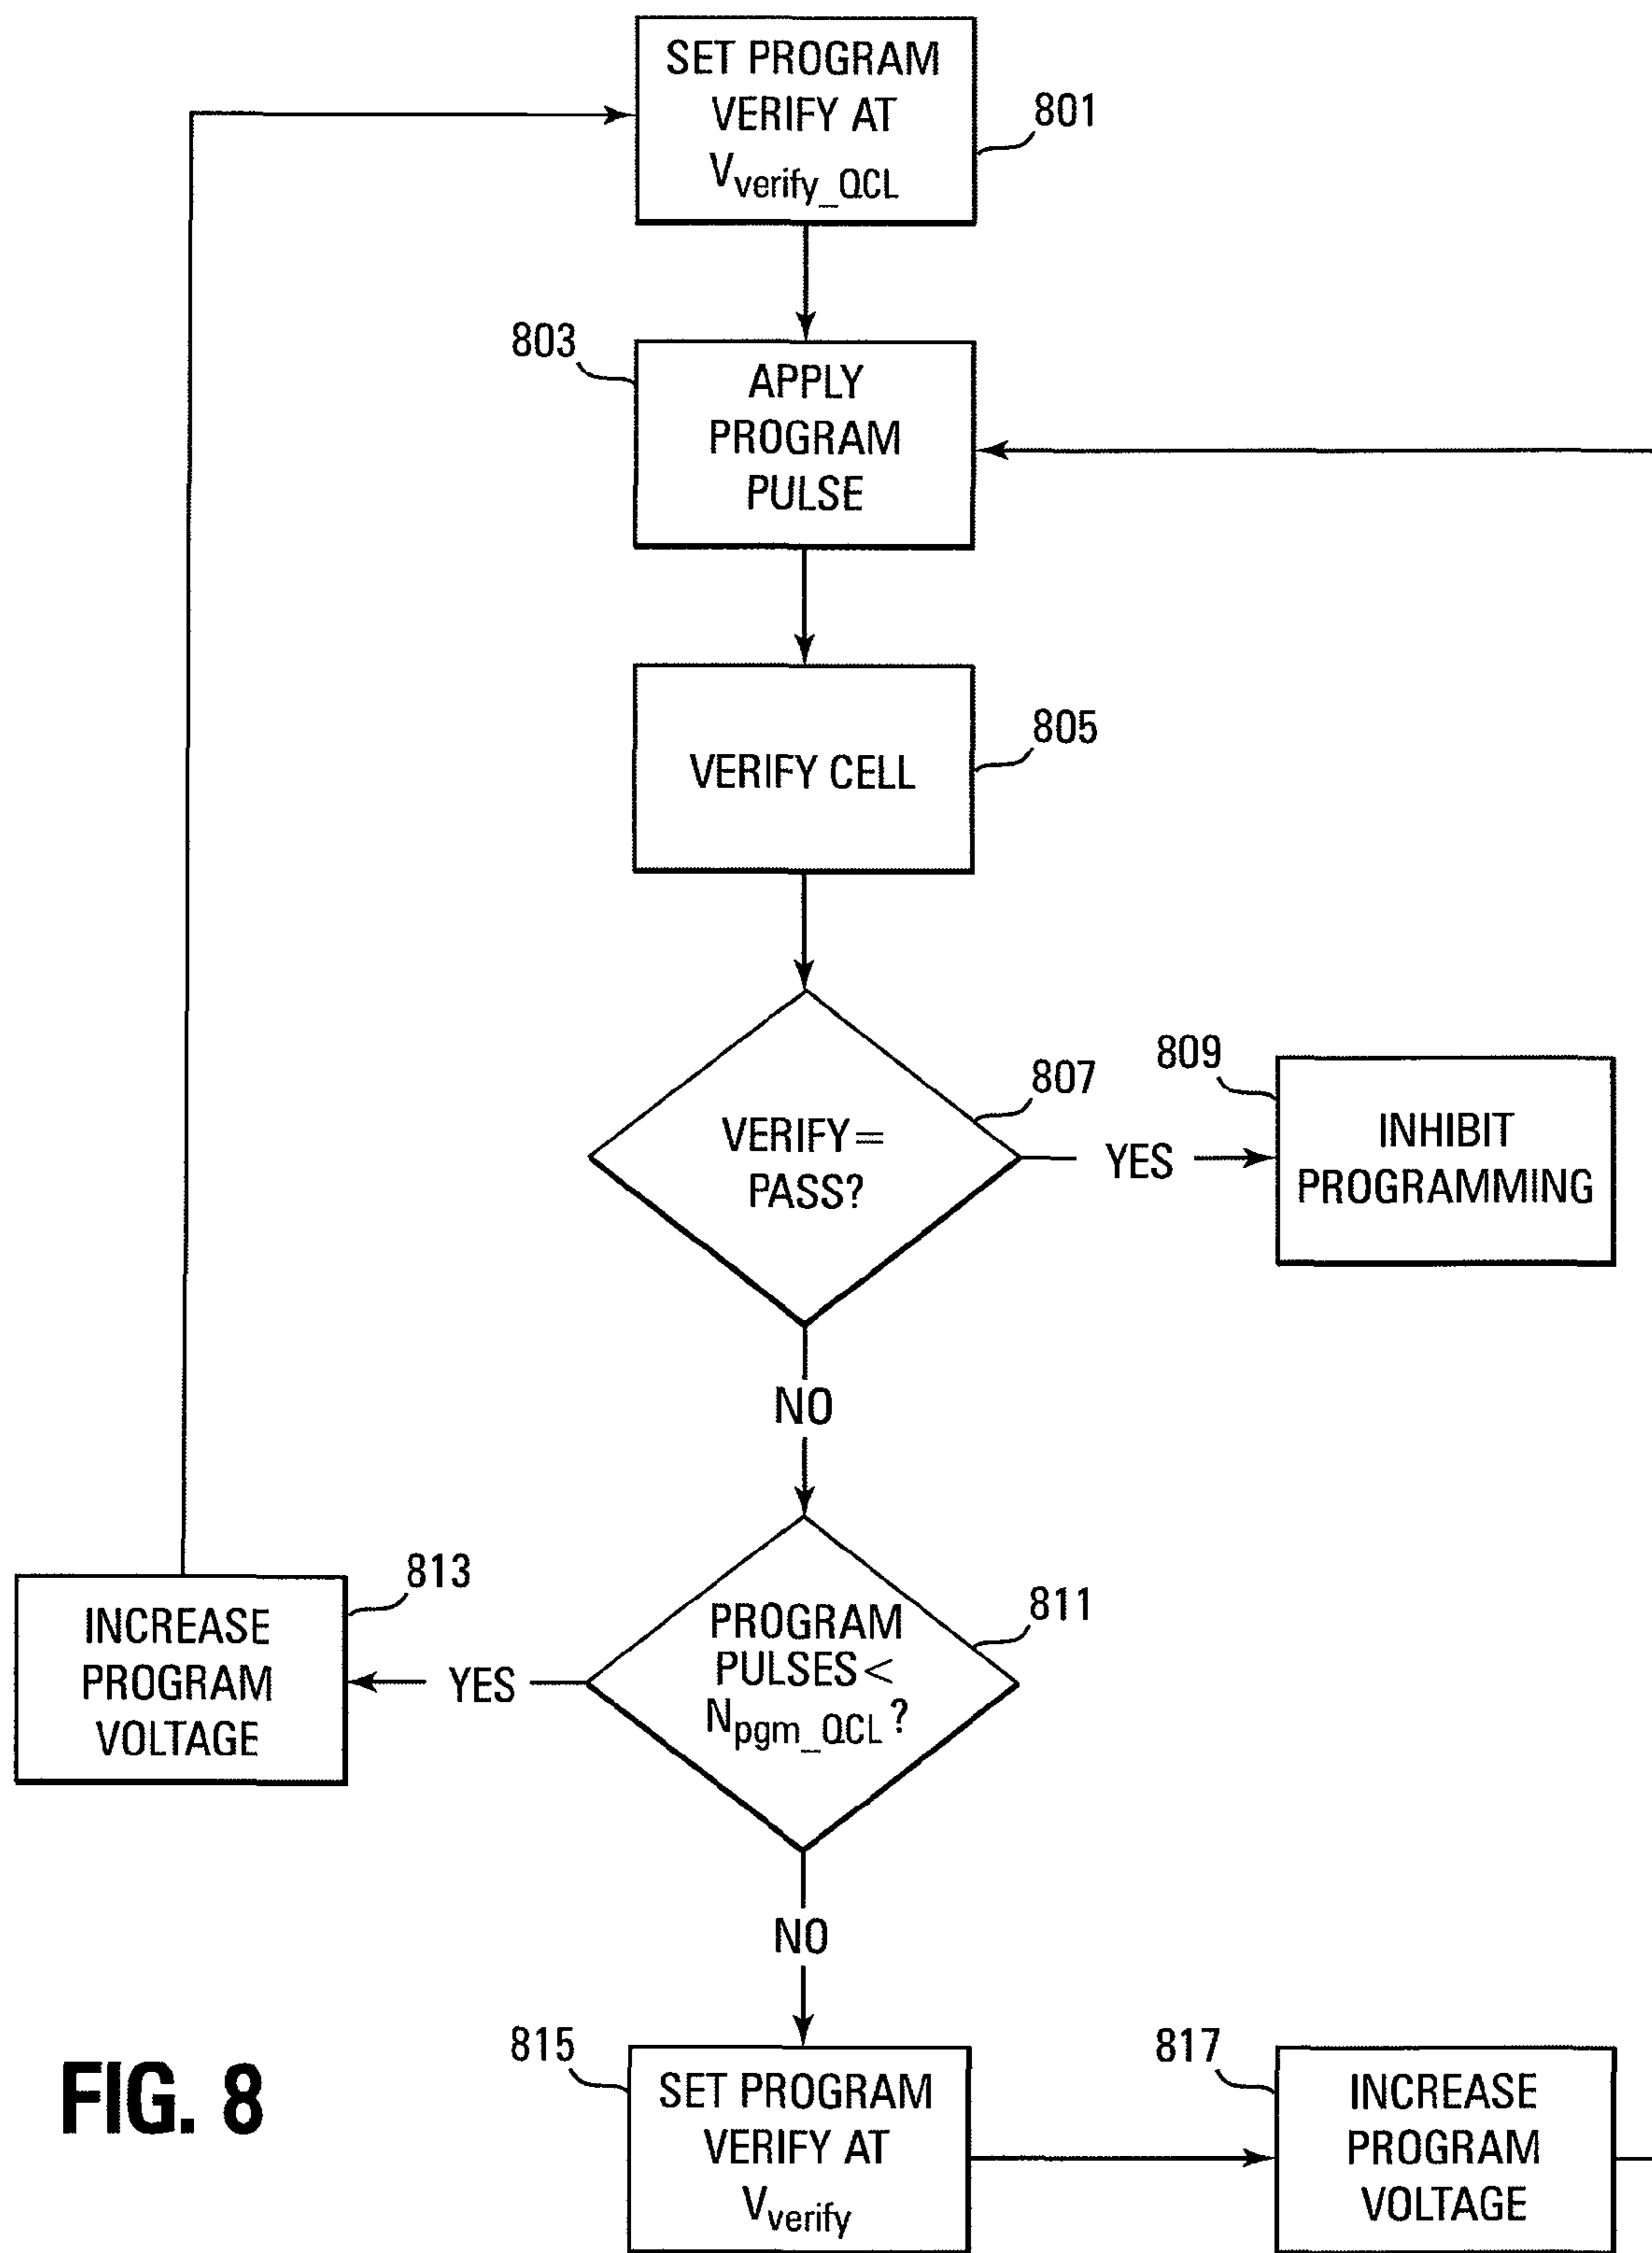 SET PROGRAM
VERIFY AT
Vverify_QCL
801
803
APPLY
PROGRAM
PULSE
805
VERIFY CELL
807
VERIFY=
PASS?
YES
809
INHIBIT
PROGRAMMING
NO
811
PROGRAM
PULSES<
Npgm_QCL?
YES
813
INCREASE
PROGRAM
VOLTAGE
NO
815
SET PROGRAM
VERIFY AT
Vverify
817
INCREASE
PROGRAM
VOLTAGE
FIG. 8